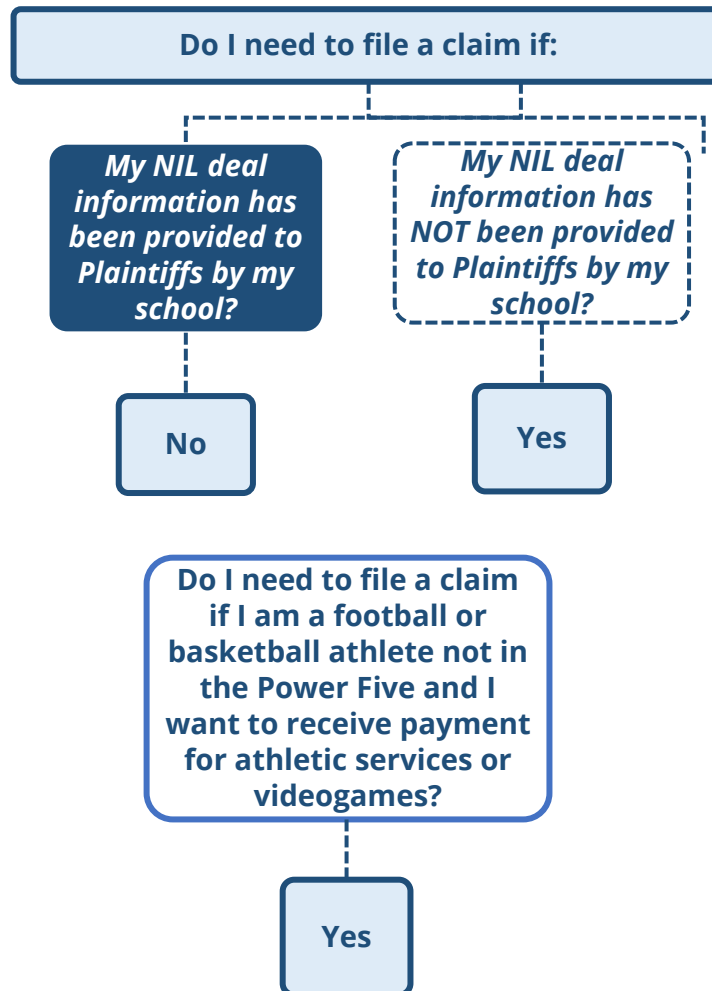 Do I need to file a claim if:
My NIL deal
information has
been provided to
Plaintiffs by my
school?
My NIL deal
information has
NOT been provided
to Plaintiffs by my
school?
No
Yes
Do I need to file a claim
if I am a football or
basketball athlete not in
the Power Five and I
want to receive payment
for athletic services or
videogames?
Yes